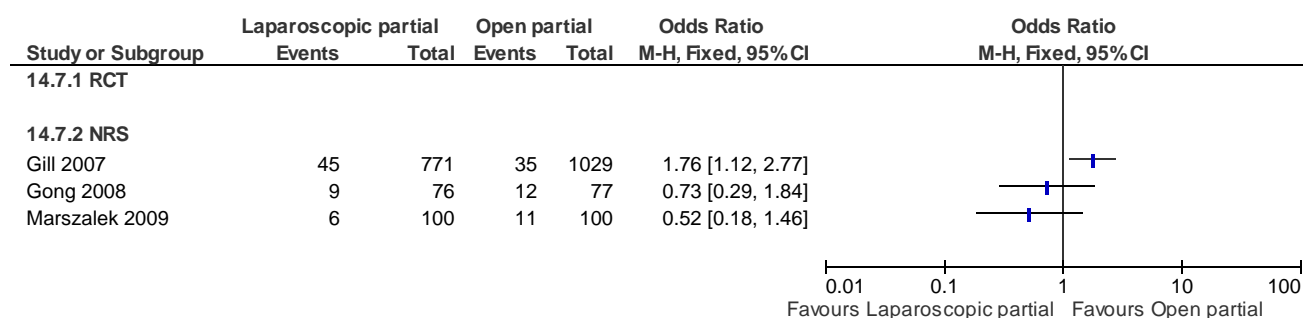 Laparoscopic partial Open partial Odds Ratio Odds Ratio
Study or Subgroup Events Total Events Total M-H, Fixed, 95% CI M-H, Fixed, 95% CI
14.7.1 RCT
14.7.2 NRS
Gill 2007 45 771 35 1029 1.76 [1.12, 2.77]
Gong 2008 9 76 12 77 0.73 [0.29, 1.84]
Marszalek 2009 6 100 11 100 0.52 [0.18, 1.46]
0.01 0.1 1 10 100
Favours Laparoscopic partial Favours Open partial